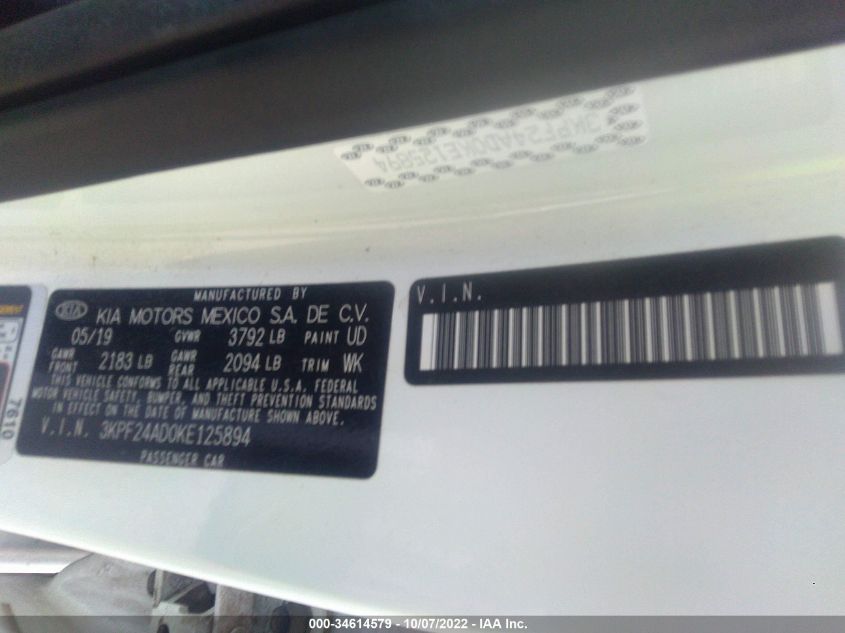 3KPF24AD0KE125894
MANUFACTURED BY
KIA KIA MOTORS MEXICO S.A. DE C.V.
05/19 GVWR 3792 LB PAINT UD
GAWR FRONT 2183 LB GAWR REAR 2094 LB TRIM WK
THIS VEHICLE CONFORMS TO ALL APPLICABLE U.S.A. FEDERAL
MOTOR VEHICLE SAFETY, BUMPER, AND THEFT PREVENTION STANDARDS
IN EFFECT ON THE DATE OF MANUFACTURE SHOWN ABOVE.
V.I.N. 3KPF24AD0KE125894
PASSENGER CAR
V.I.N.
7610
000-34614579 - 10/07/2022 - IAA Inc.